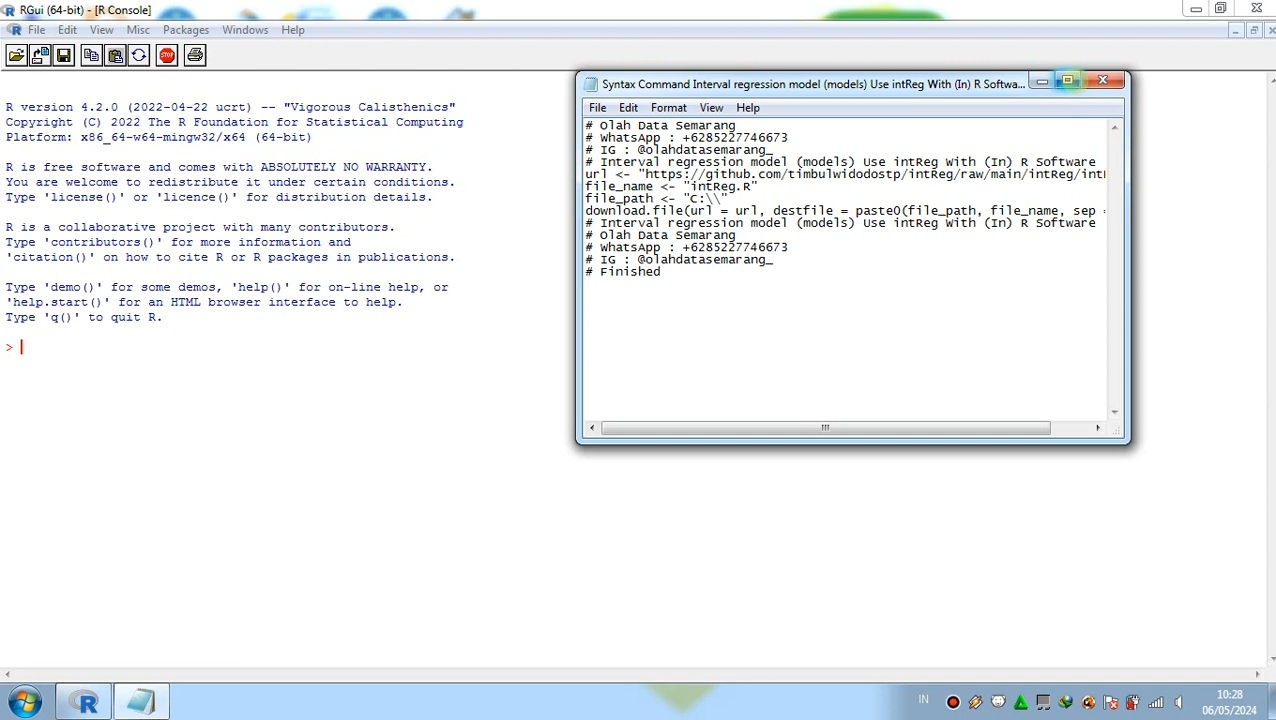 RGui (64-bit) - [R Console]
File Edit View Misc Packages Windows Help
STOP
R version 4.2.0 (2022-04-22 ucrt) -- "Vigorous Calisthenics"
Copyright (C) 2022 The R Foundation for Statistical Computing
Platform: x86_64-w64-mingw32/x64 (64-bit)
R is free software and comes with ABSOLUTELY NO WARRANTY.
You are welcome to redistribute it under certain conditions.
Type 'license()' or 'licence()' for distribution details.
R is a collaborative project with many contributors.
Type 'contributors()' for more information and
'citation()' on how to cite R or R packages in publications.
Type 'demo()' for some demos, 'help()' for on-line help, or
'help.start()' for an HTML browser interface to help.
Type 'q()' to quit R.
>
Syntax Command Interval regression model (models) Use intReg With (In) R Softwa...
File Edit Format View Help
# Olah Data Semarang
# WhatsApp : +6285227746673
# IG : @olahdatasemarang_
# Interval regression model (models) Use intReg With (In) R Software
url <- "https://github.com/timbulwidodostp/intReg/raw/main/intReg/int
file_name <- "intReg.R"
file_path <- "C:\\"
download.file(url = url, destfile = paste0(file_path, file_name, sep =
# Interval regression model (models) Use intReg With (In) R Software
# Olah Data Semarang
# WhatsApp : +6285227746673
# IG : @olahdatasemarang_
# Finished
IN
10:28
06/05/2024